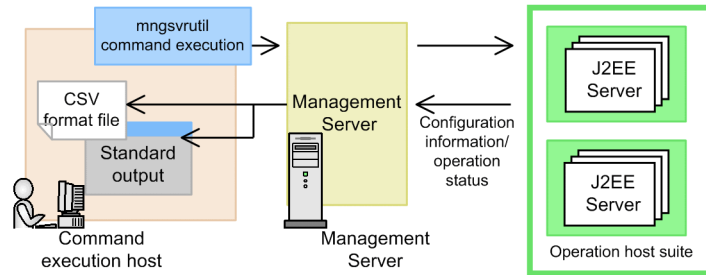 mngsvrutil
command execution
CSV
format file
Standard
output
Command
execution host
Management
Server
Management
Server
Configuration
information/
operation
status
J2EE
Server
J2EE
Server
Operation host suite